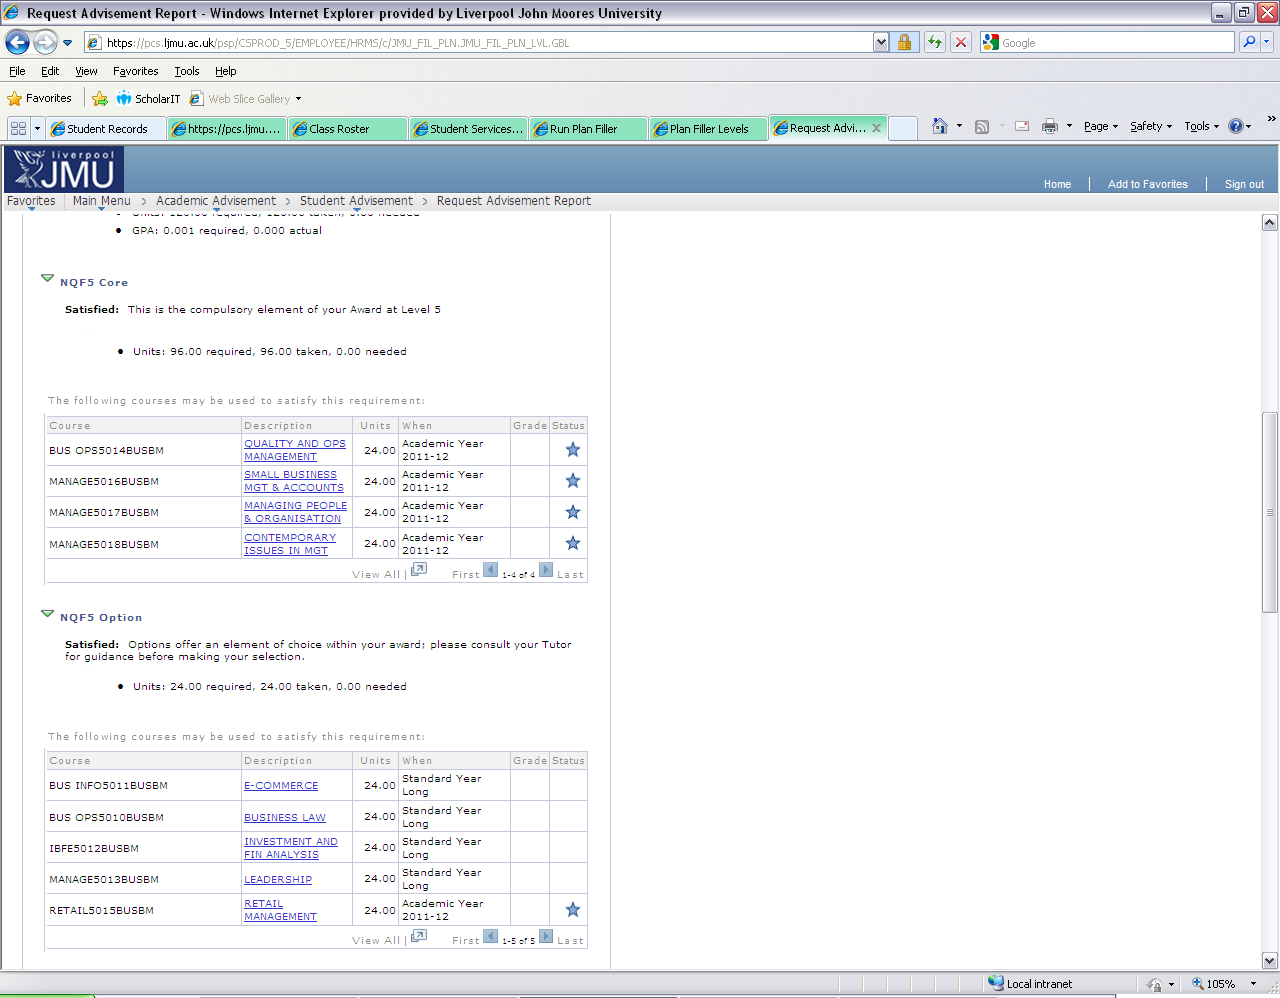 Request Advisement Report - Windows Internet Explorer provided by Liverpool John Moores University
https://pcs.ljmu.ac.uk/psp/CSPROD_5/EMPLOYEE/HRMS/c/JMU_FIL_PLN.JMU_FIL_PLN_LVL.GBL
Google
File Edit View Favorites Tools Help
Favorites ScholarIT Web Slice Gallery
Student Records https://pcs.ljmu.... Class Roster Student Services... Run Plan Filler Plan Filler Levels Request Advi... Page Safety Tools
liverpool
JMU
Home Add to Favorites Sign out
Favorites Main Menu > Academic Advisement > Student Advisement > Request Advisement Report
Units: 120.00 required, 120.00 taken, 0.00 needed
GPA: 0.001 required, 0.000 actual
NQF5 Core
Satisfied: This is the compulsory element of your Award at Level 5
Units: 96.00 required, 96.00 taken, 0.00 needed
The following courses may be used to satisfy this requirement:
Course Description Units When Grade Status
BUS OPS5014BUSBM QUALITY AND OPS MANAGEMENT 24.00 Academic Year 2011-12
MANAGE5016BUSBM SMALL BUSINESS MGT & ACCOUNTS 24.00 Academic Year 2011-12
MANAGE5017BUSBM MANAGING PEOPLE & ORGANISATION 24.00 Academic Year 2011-12
MANAGE5018BUSBM CONTEMPORARY ISSUES IN MGT 24.00 Academic Year 2011-12
View All | First 1-4 of 4 Last
NQF5 Option
Satisfied: Options offer an element of choice within your award; please consult your Tutor
for guidance before making your selection.
Units: 24.00 required, 24.00 taken, 0.00 needed
The following courses may be used to satisfy this requirement:
Course Description Units When Grade Status
BUS INFO5011BUSBM E-COMMERCE 24.00 Standard Year Long
BUS OPS5010BUSBM BUSINESS LAW 24.00 Standard Year Long
IBFE5012BUSBM INVESTMENT AND FIN ANALYSIS 24.00 Standard Year Long
MANAGE5013BUSBM LEADERSHIP 24.00 Standard Year Long
RETAIL5015BUSBM RETAIL MANAGEMENT 24.00 Academic Year 2011-12
View All | First 1-5 of 5 Last
Local intranet 105%